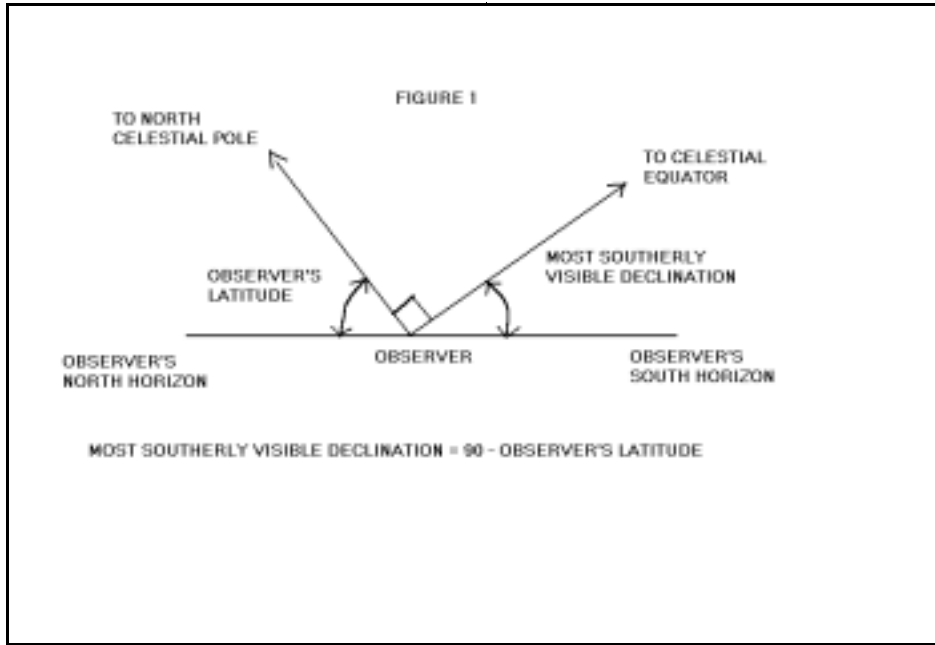 FIGURE 1
TO NORTH
CELESTIAL POLE
TO CELESTIAL
EQUATOR
OBSERVER'S
LATITUDE
MOST SOUTHERLY
VISIBLE DECLINATION
OBSERVER'S
NORTH HORIZON
OBSERVER
OBSERVER'S
SOUTH HORIZON
MOST SOUTHERLY VISIBLE DECLINATION = 90 - OBSERVER'S LATITUDE